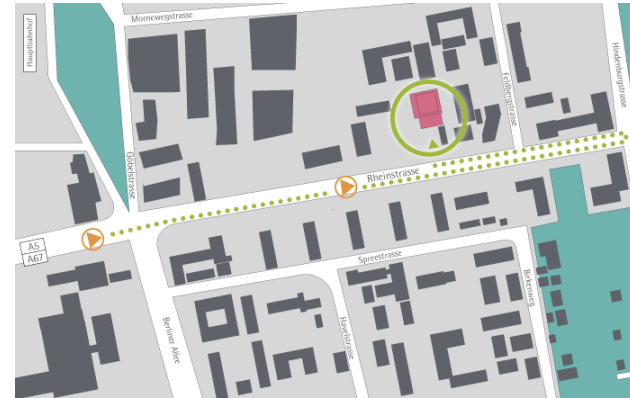 Mornewegstrasse
Hauptbahnhof
Hindenburgstrasse
Feldbergstrasse
Göbelstrasse
Rheinstrasse
A5
A67
Spreestrasse
Birkenweg
Berliner Allee
Havelstrasse